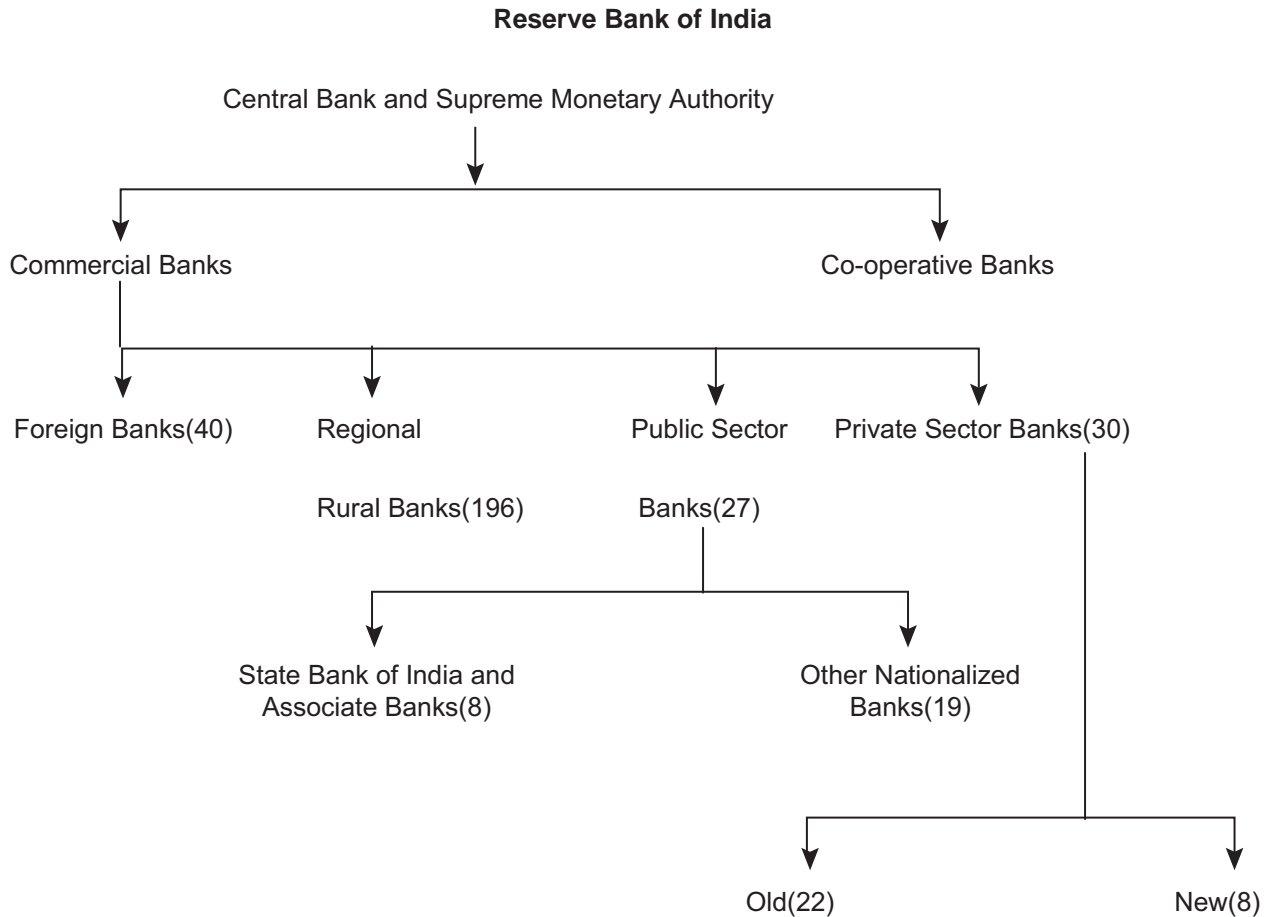 Reserve Bank of India
Central Bank and Supreme Monetary Authority
Commercial Banks
Co-operative Banks
Foreign Banks(40)
Regional
Rural Banks(196)
Public Sector
Banks(27)
Private Sector Banks(30)
State Bank of India and
Associate Banks(8)
Other Nationalized
Banks(19)
Old(22)
New(8)